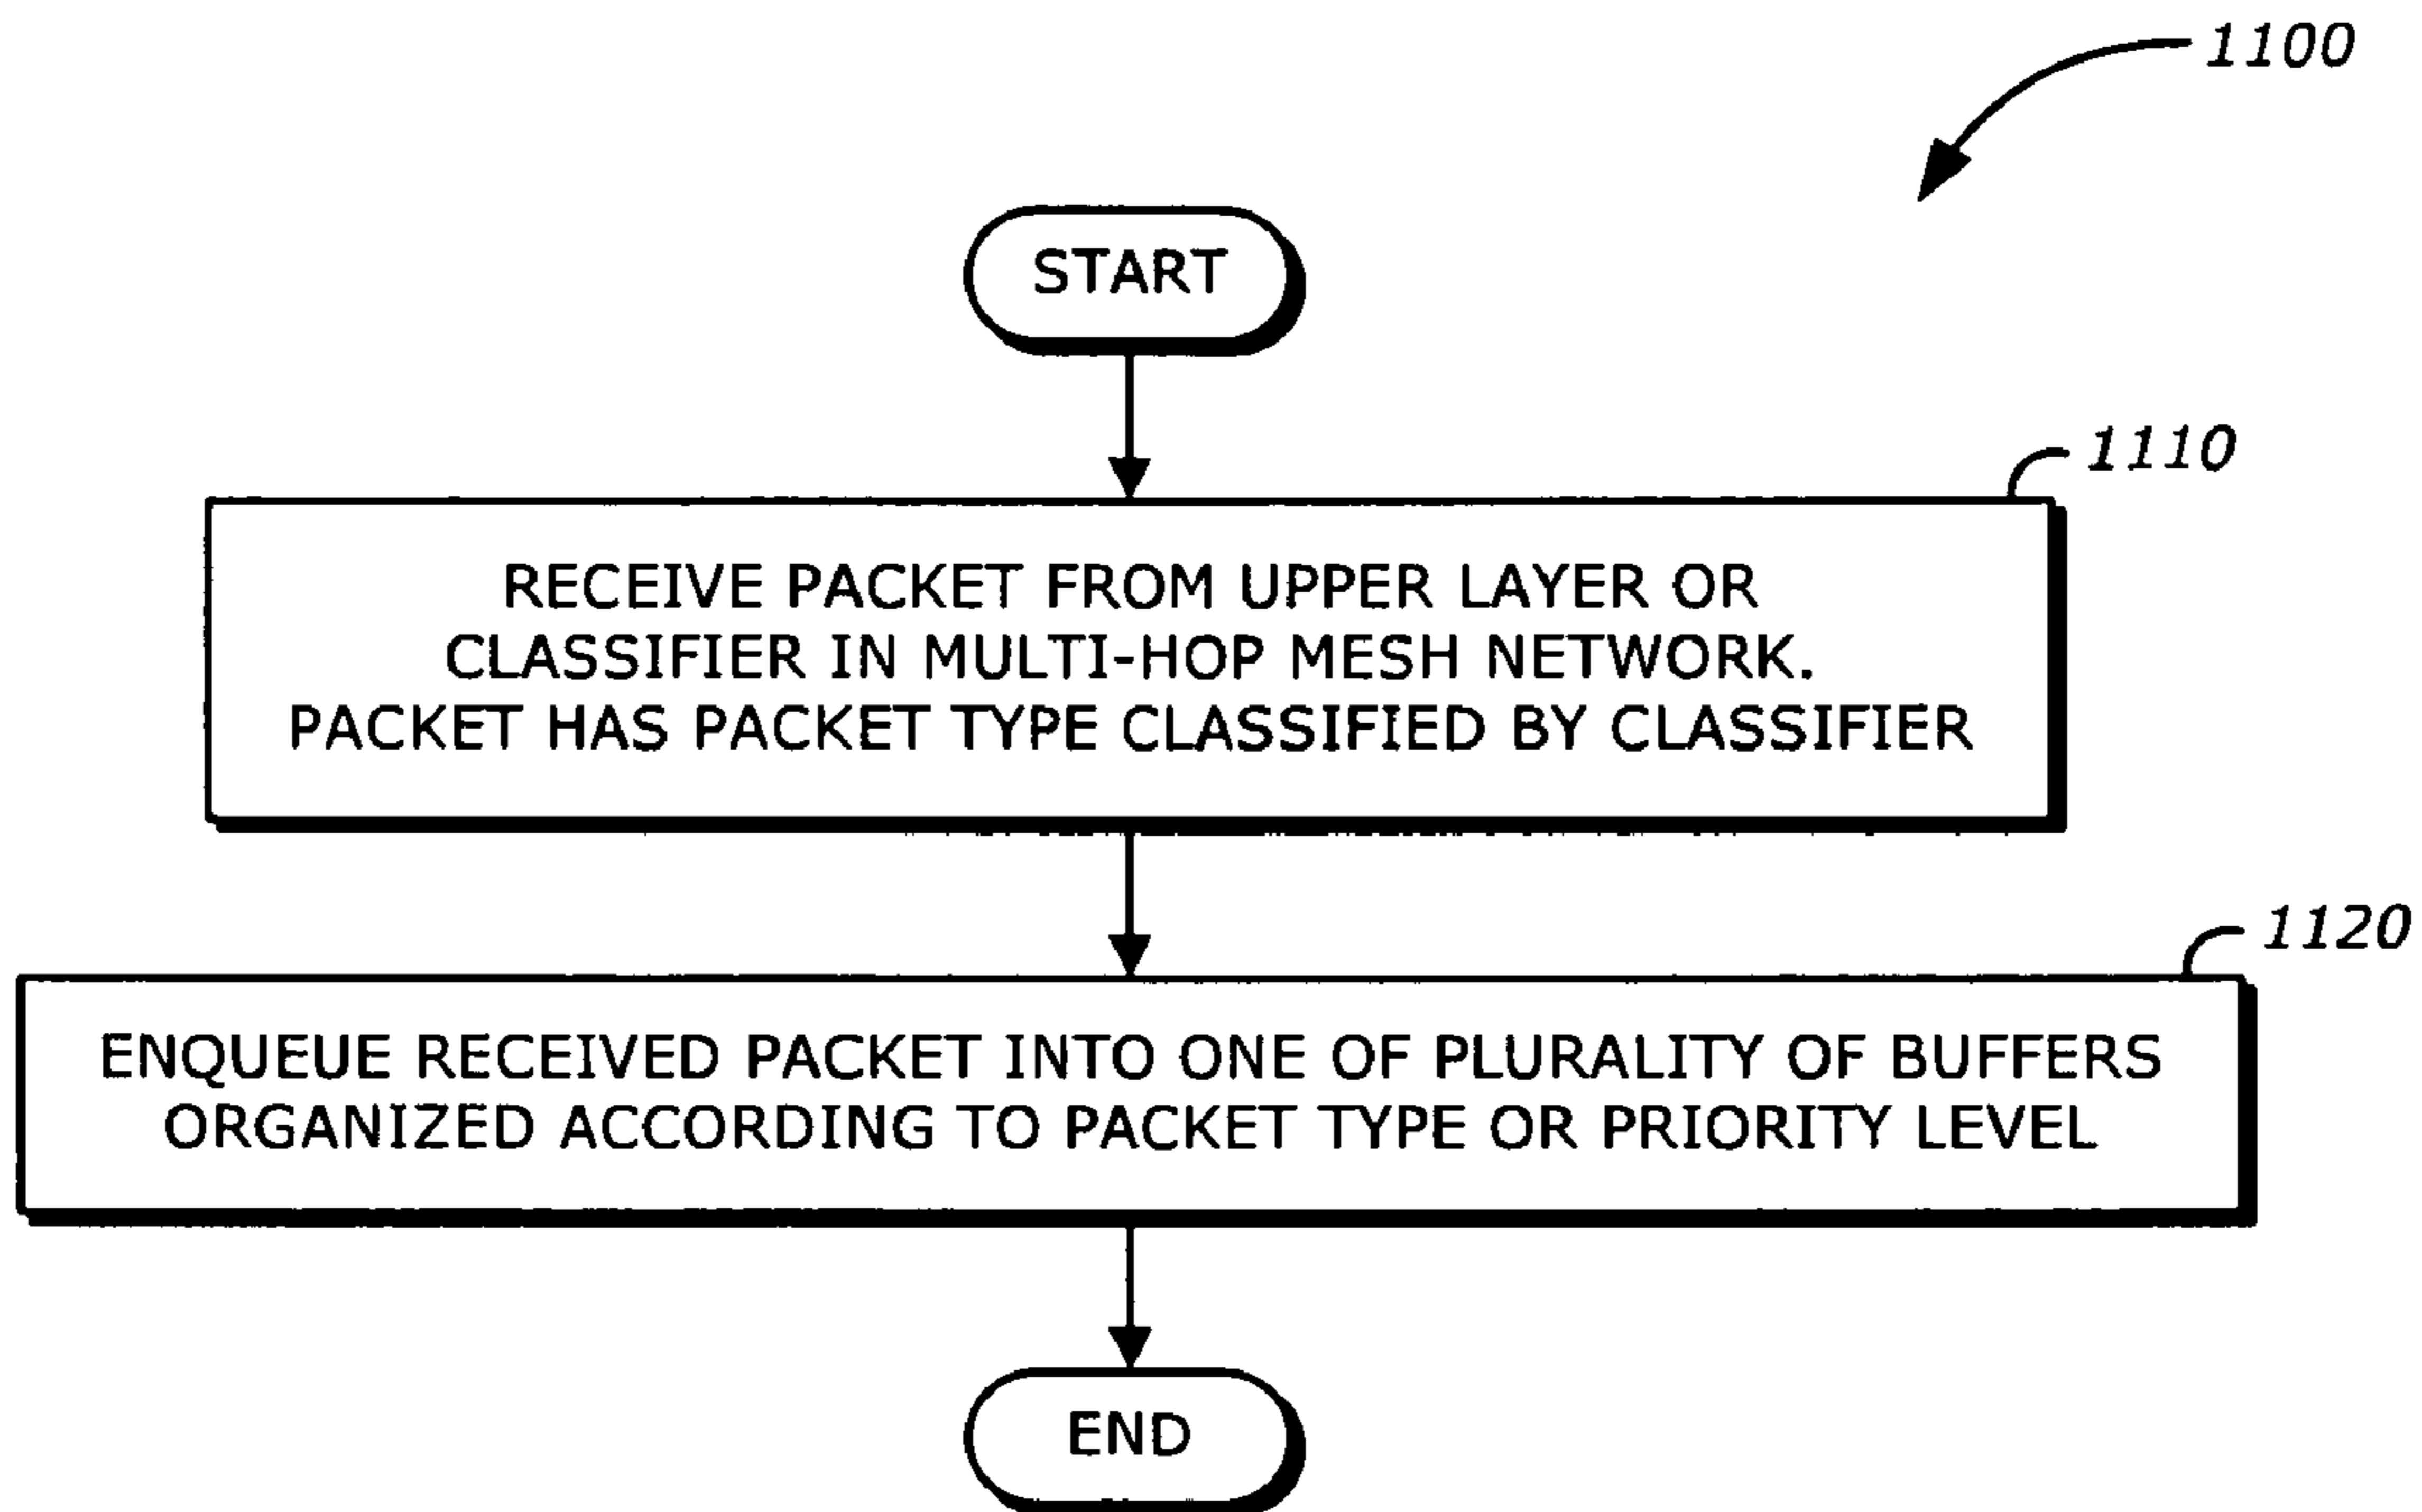 1100
START
1110
RECEIVE PACKET FROM UPPER LAYER OR
CLASSIFIER IN MULTI-HOP MESH NETWORK.
PACKET HAS PACKET TYPE CLASSIFIED BY CLASSIFIER
1120
ENQUEUE RECEIVED PACKET INTO ONE OF PLURALITY OF BUFFERS
ORGANIZED ACCORDING TO PACKET TYPE OR PRIORITY LEVEL
END